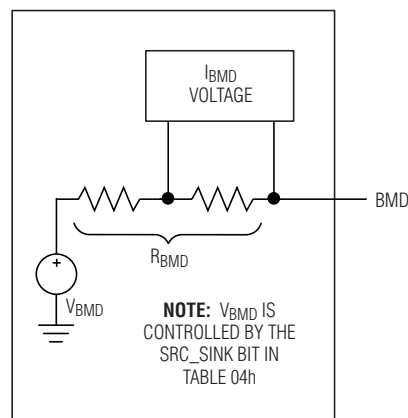 IBMD
VOLTAGE
BMD
RBMD
+
VBMD
NOTE: VBMD IS
CONTROLLED BY THE
SRC_SINK BIT IN
TABLE 04h